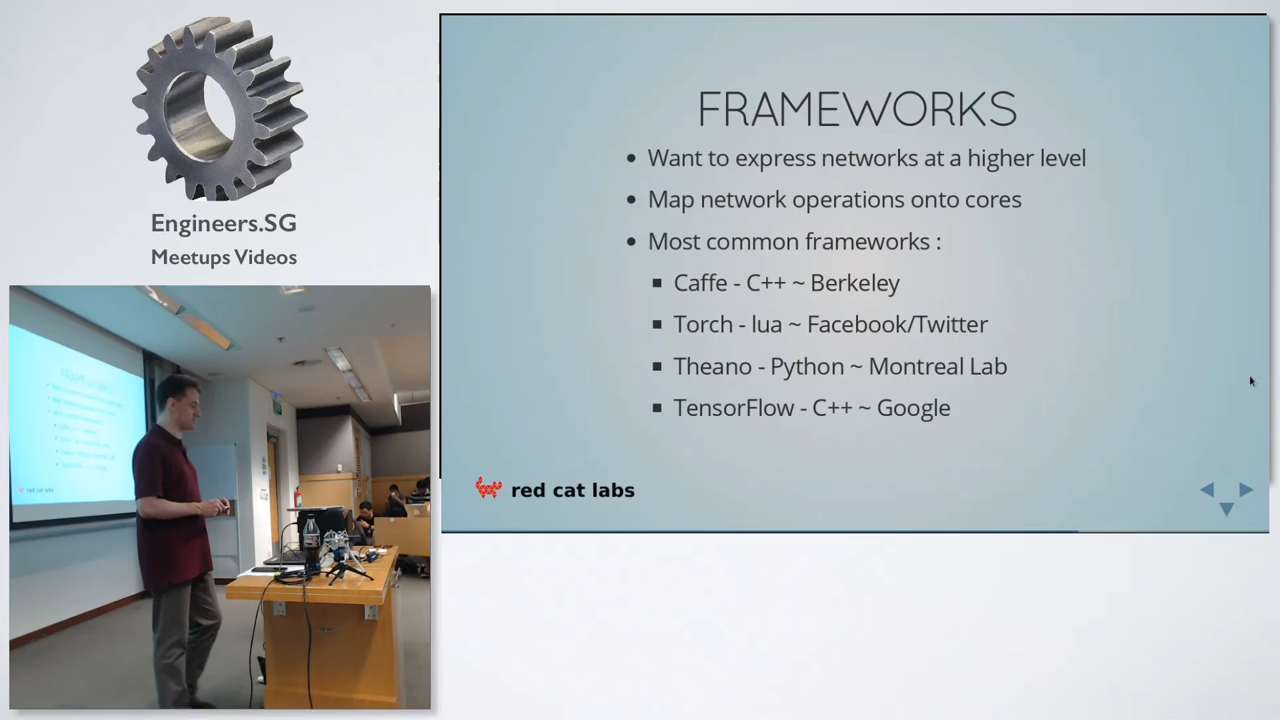 Engineers.SG
Meetups Videos
FRAMEWORKS
Want to express networks at a higher level
Map network operations onto cores
Most common frameworks :
Caffe - C++ ~ Berkeley
Torch - lua ~ Facebook/Twitter
Theano - Python ~ Montreal Lab
TensorFlow - C++ ~ Google
red cat labs